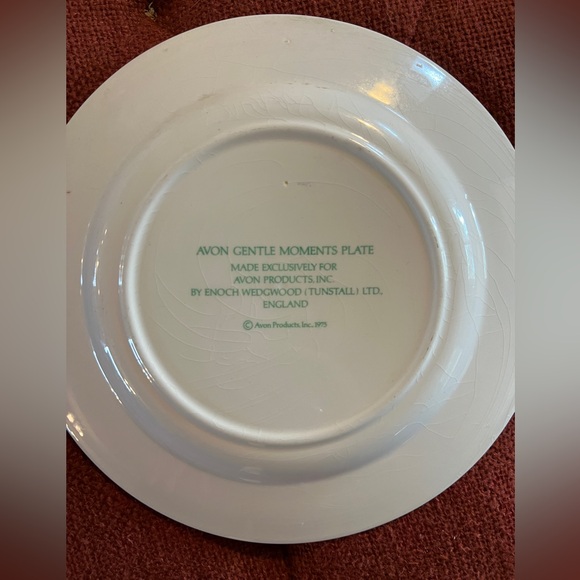 AVON GENTLE MOMENTS PLATE
MADE EXCLUSIVELY FOR
AVON PRODUCTS, INC.
BY ENOCH WEDGWOOD (TUNSTALL) LTD.,
ENGLAND
© Avon Products, Inc., 1975